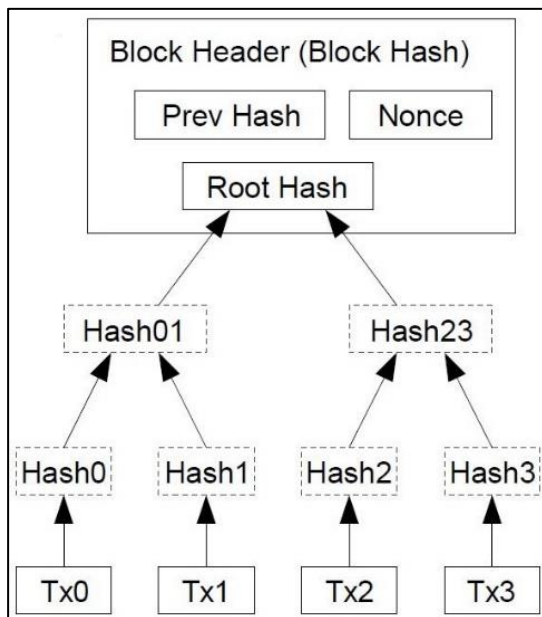 Block Header (Block Hash)
Prev Hash Nonce
Root Hash
Hash01 Hash23
Hash0 Hash1 Hash2 Hash3
Tx0 Tx1 Tx2 Tx3